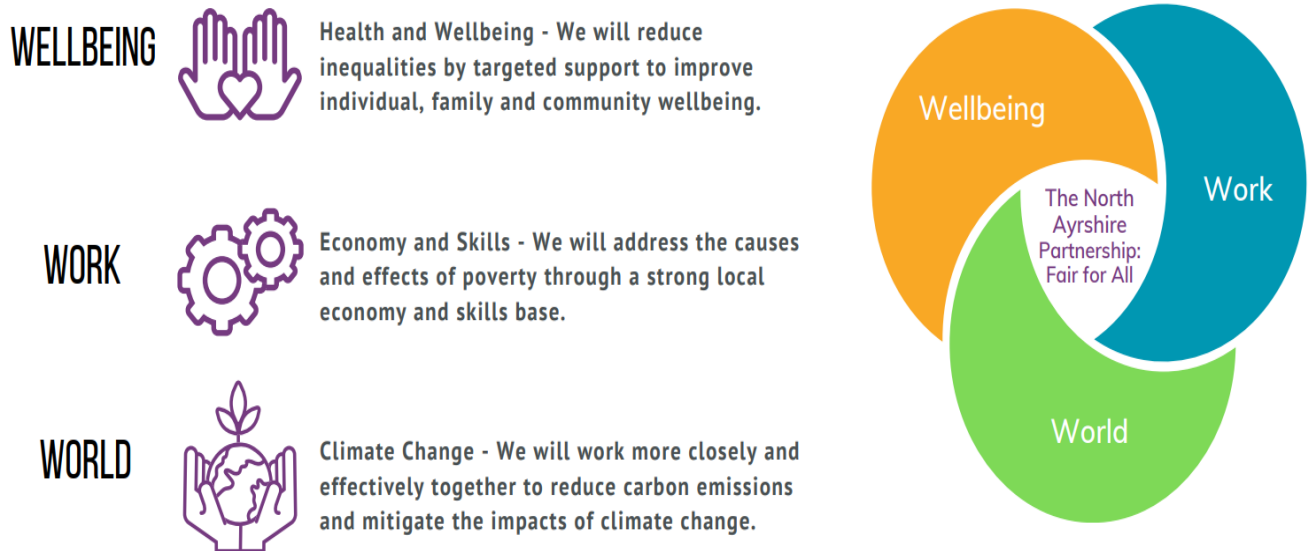 WELLBEING
Health and Wellbeing - We will reduce
inequalities by targeted support to improve
individual, family and community wellbeing.
WORK
Economy and Skills - We will address the causes
and effects of poverty through a strong local
economy and skills base.
WORLD
Climate Change - We will work more closely and
effectively together to reduce carbon emissions
and mitigate the impacts of climate change.
Wellbeing
Work
The North
Ayrshire
Partnership:
Fair for All
World